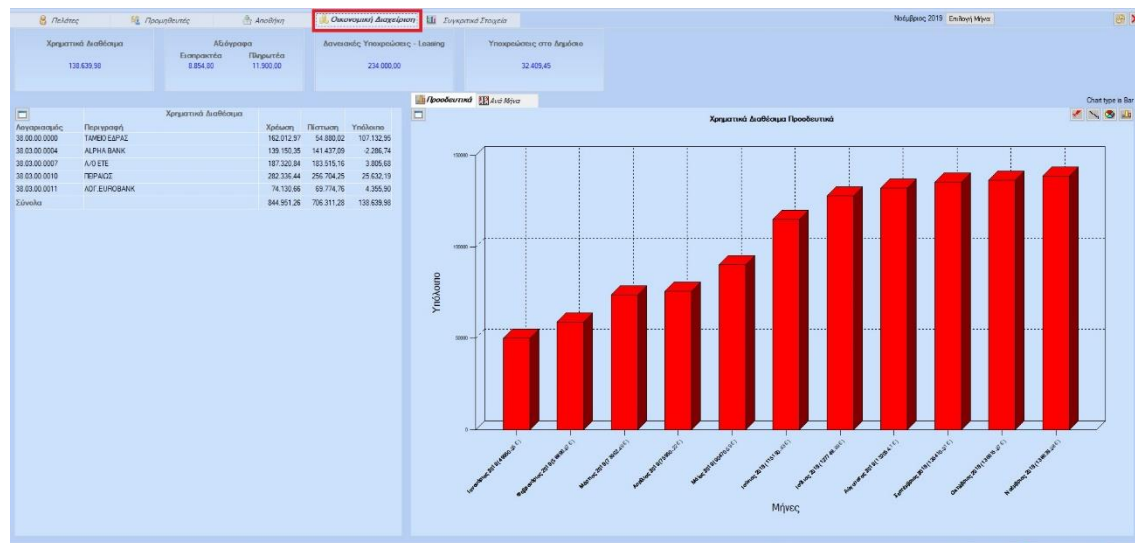 Πελάτες Προμηθευτές Αποθήκη Οικονομική Διαχείριση Συγκριτικά Στοιχεία Νοέμβριος 2019 Επιλογή Μήνα
Χρηματικά Διαθέσιμα
138.639,98
Αξιόγραφα
Εισπρακτέα Πληρωτέα
8.854,00 11.900,00
Δανειακές Υποχρεώσεις - Leasing
234.000,00
Υποχρεώσεις στο Δημόσιο
32.409,45
Χρηματικά Διαθέσιμα
Λογαριασμός Περιγραφή Χρέωση Πίστωση Υπόλοιπο
38.00.00.0000 ΤΑΜΕΙΟ ΕΔΡΑΣ 162.012,97 54.880,02 107.132,95
38.03.00.0004 ALPHA BANK 139.150,35 141.437,09 -2.286,74
38.03.00.0007 Λ/Ο ΕΤΕ 187.320,84 183.515,16 3.805,68
38.03.00.0010 ΠΕΙΡΑΙΩΣ 282.336,44 256.704,25 25.632,19
38.03.00.0011 ΛΟΓ.EUROBANK 74.130,66 69.774,76 4.355,90
Σύνολα 844.951,26 706.311,28 138.639,98
Προοδευτικά Ανά Μήνα
Chart type is Bar
Χρηματικά Διαθέσιμα Προοδευτικά
150000
100000
50000
0
Υπόλοιπο
Μήνες